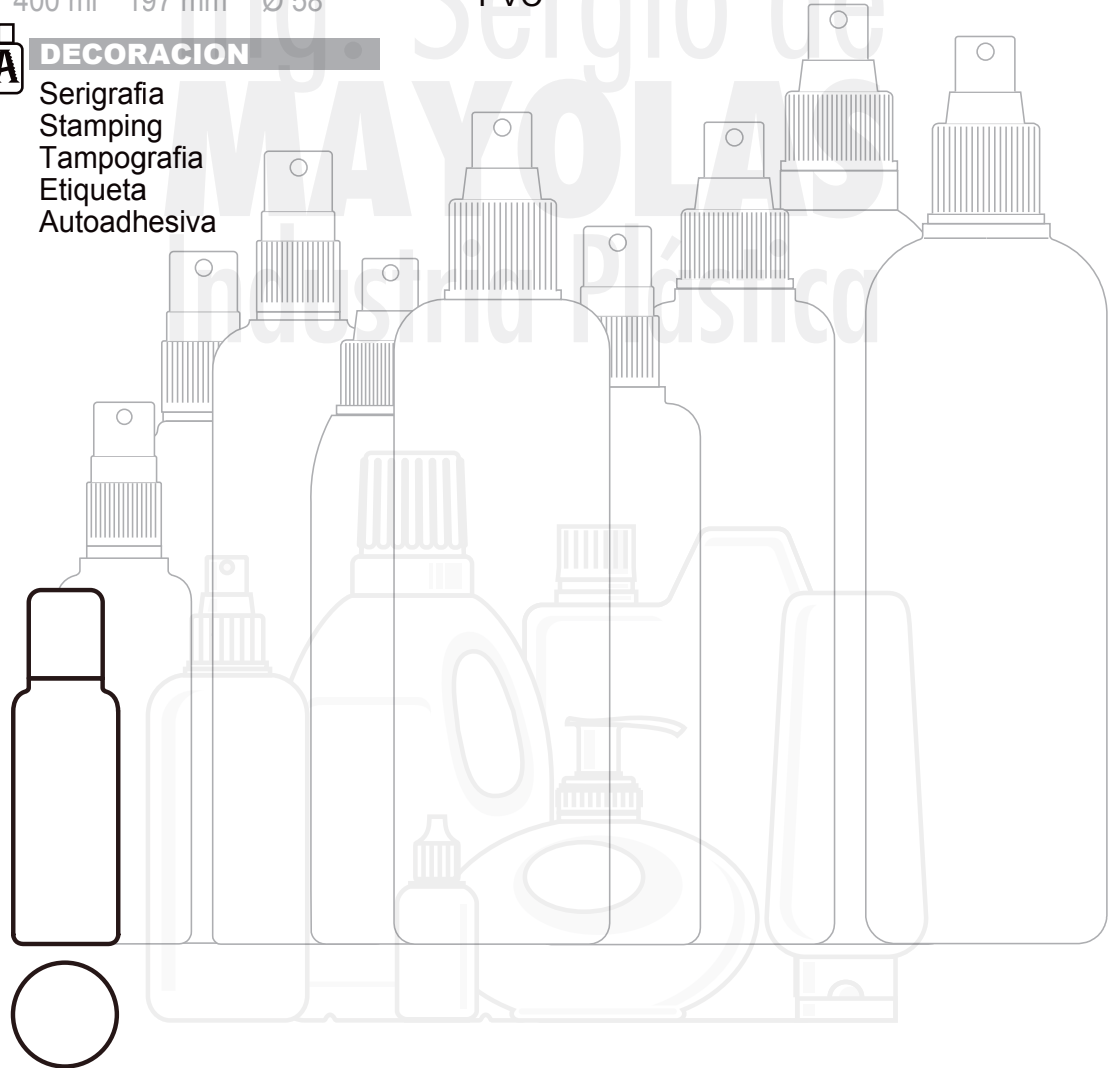 400 ml 197 mm Ø 58
PVC
Ing. Sergio de
MAYOLAS
Industria Plástica
A
DECORACION
Serigrafia
Stamping
Tampografia
Etiqueta
Autoadhesiva